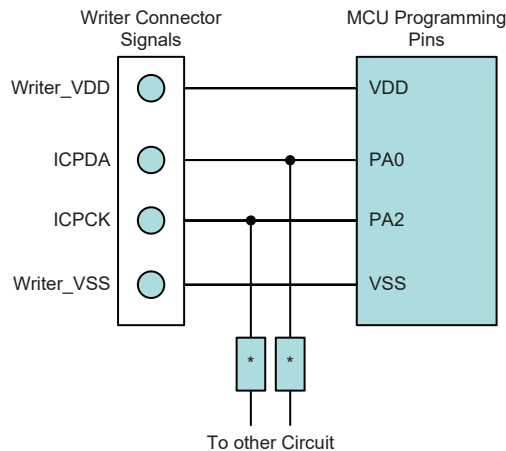 Writer Connector
Signals
MCU Programming
Pins
Writer_VDD
VDD
ICPDA
PA0
ICPCK
PA2
Writer_VSS
VSS
*
*
To other Circuit